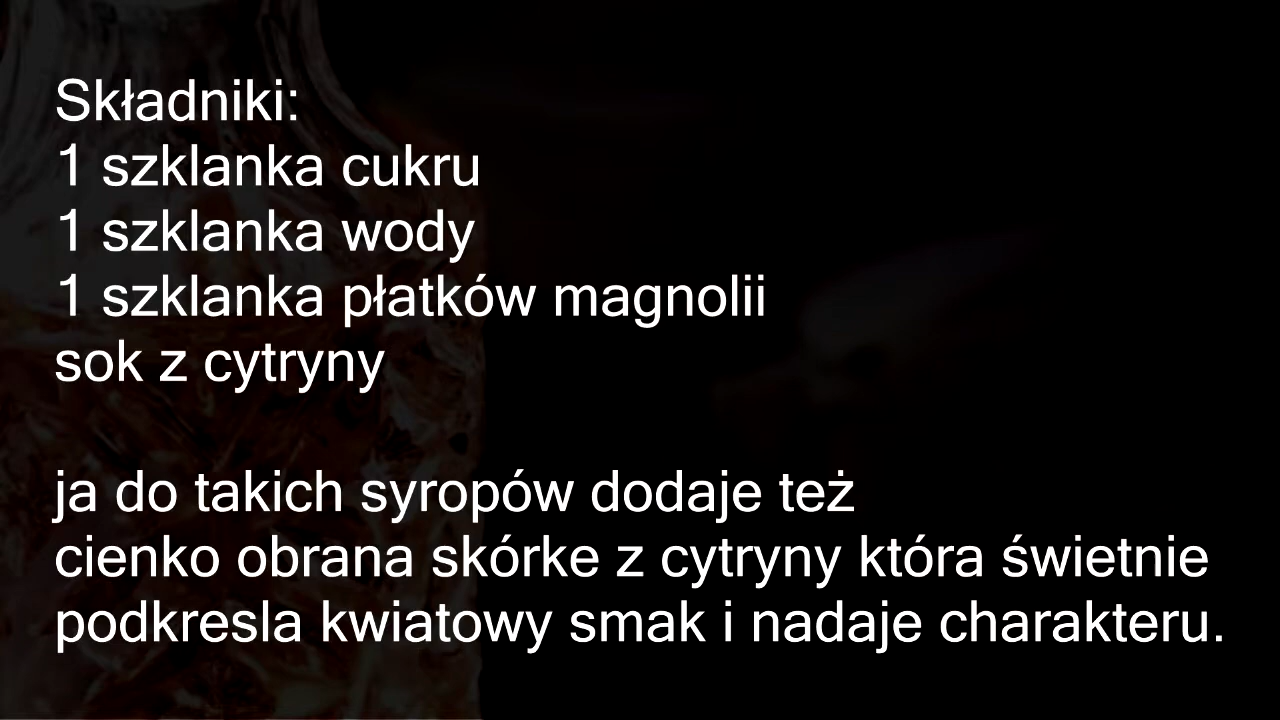 Składniki:
1 szklanka cukru
1 szklanka wody
1 szklanka płatków magnolii
sok z cytryny
ja do takich syropów dodaje też
cienko obrana skórke z cytryny która świetnie
podkresla kwiatowy smak i nadaje charakteru.